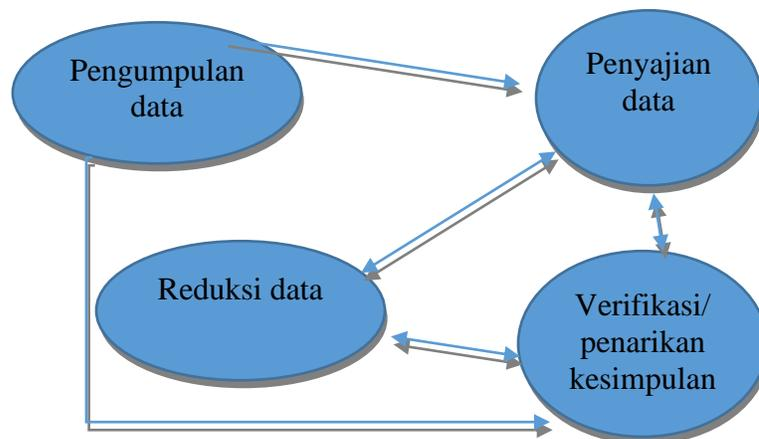 Pengumpulan
data
Penyajian
data
Reduksi data
Verifikasi/
penarikan
kesimpulan